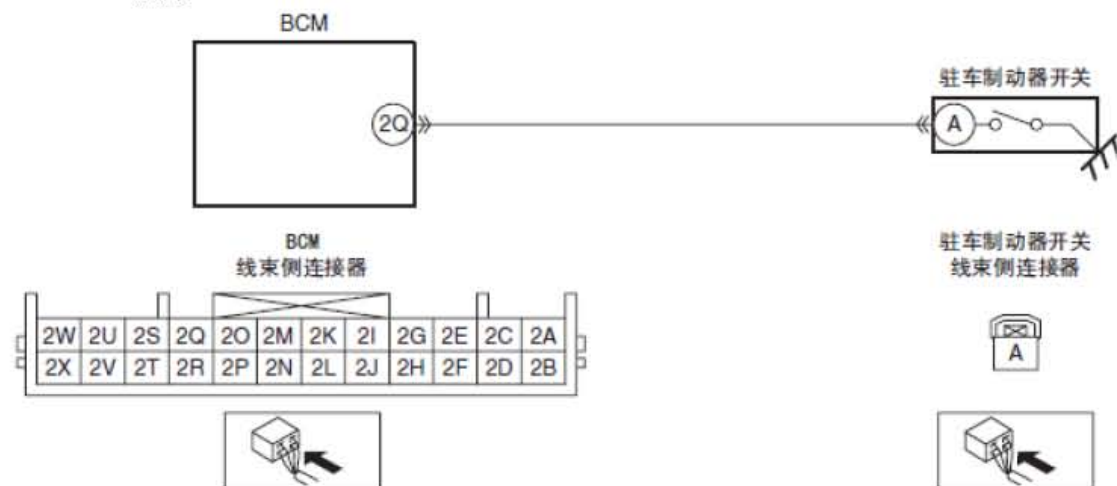 BCM
驻车制动器开关
2Q
A
BCM
线束侧连接器
驻车制动器开关
线束侧连接器
2W 2U 2S 2Q 2O 2M 2K 2I 2G 2E 2C 2A
2X 2V 2T 2R 2P 2N 2L 2J 2H 2F 2D 2B
A